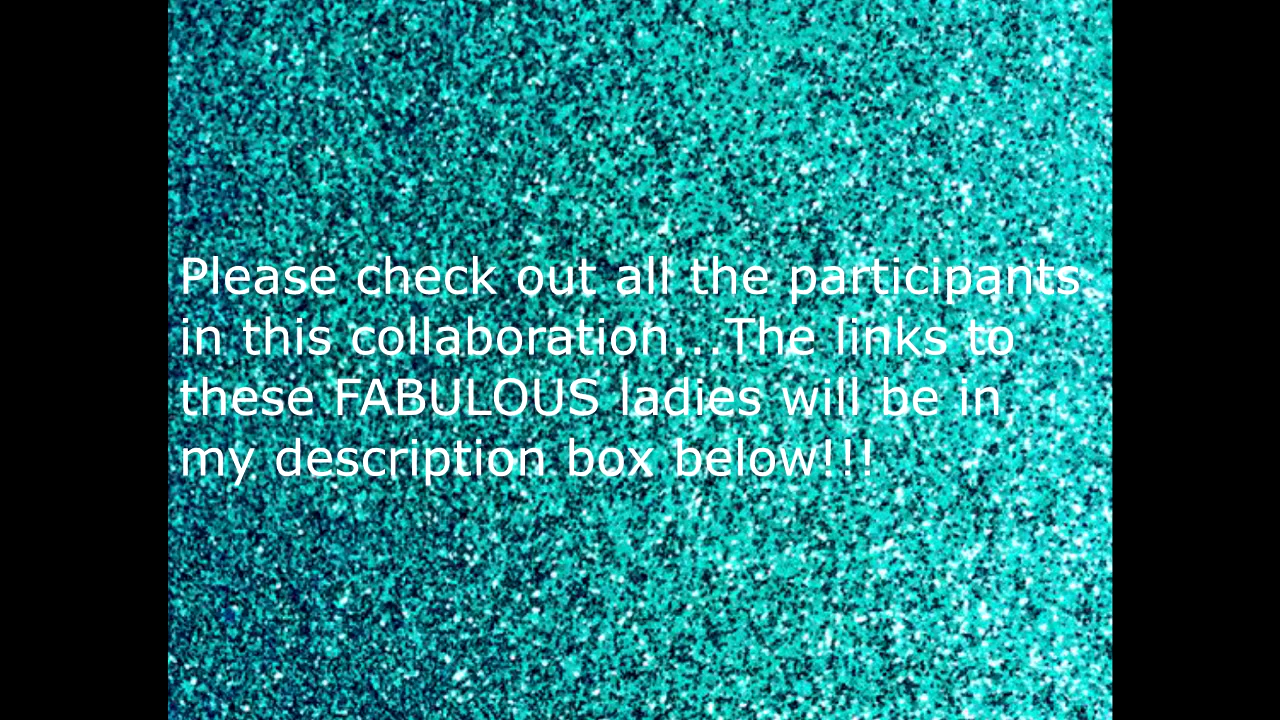 Please check out all the participants
in this collaboration...The links to
these FABULOUS ladies will be in
my description box below!!!